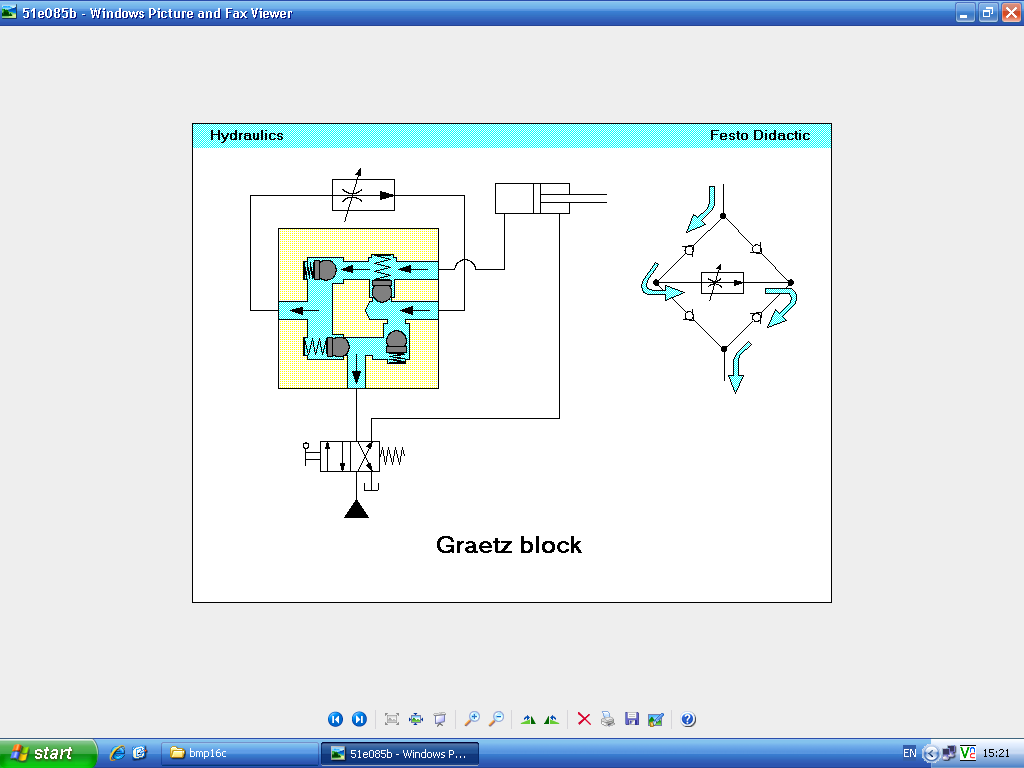 51e085b - Windows Picture and Fax Viewer
Hydraulics
Festo Didactic
Graetz block
start
bmp16c
51e085b - Windows P...
EN
15:21